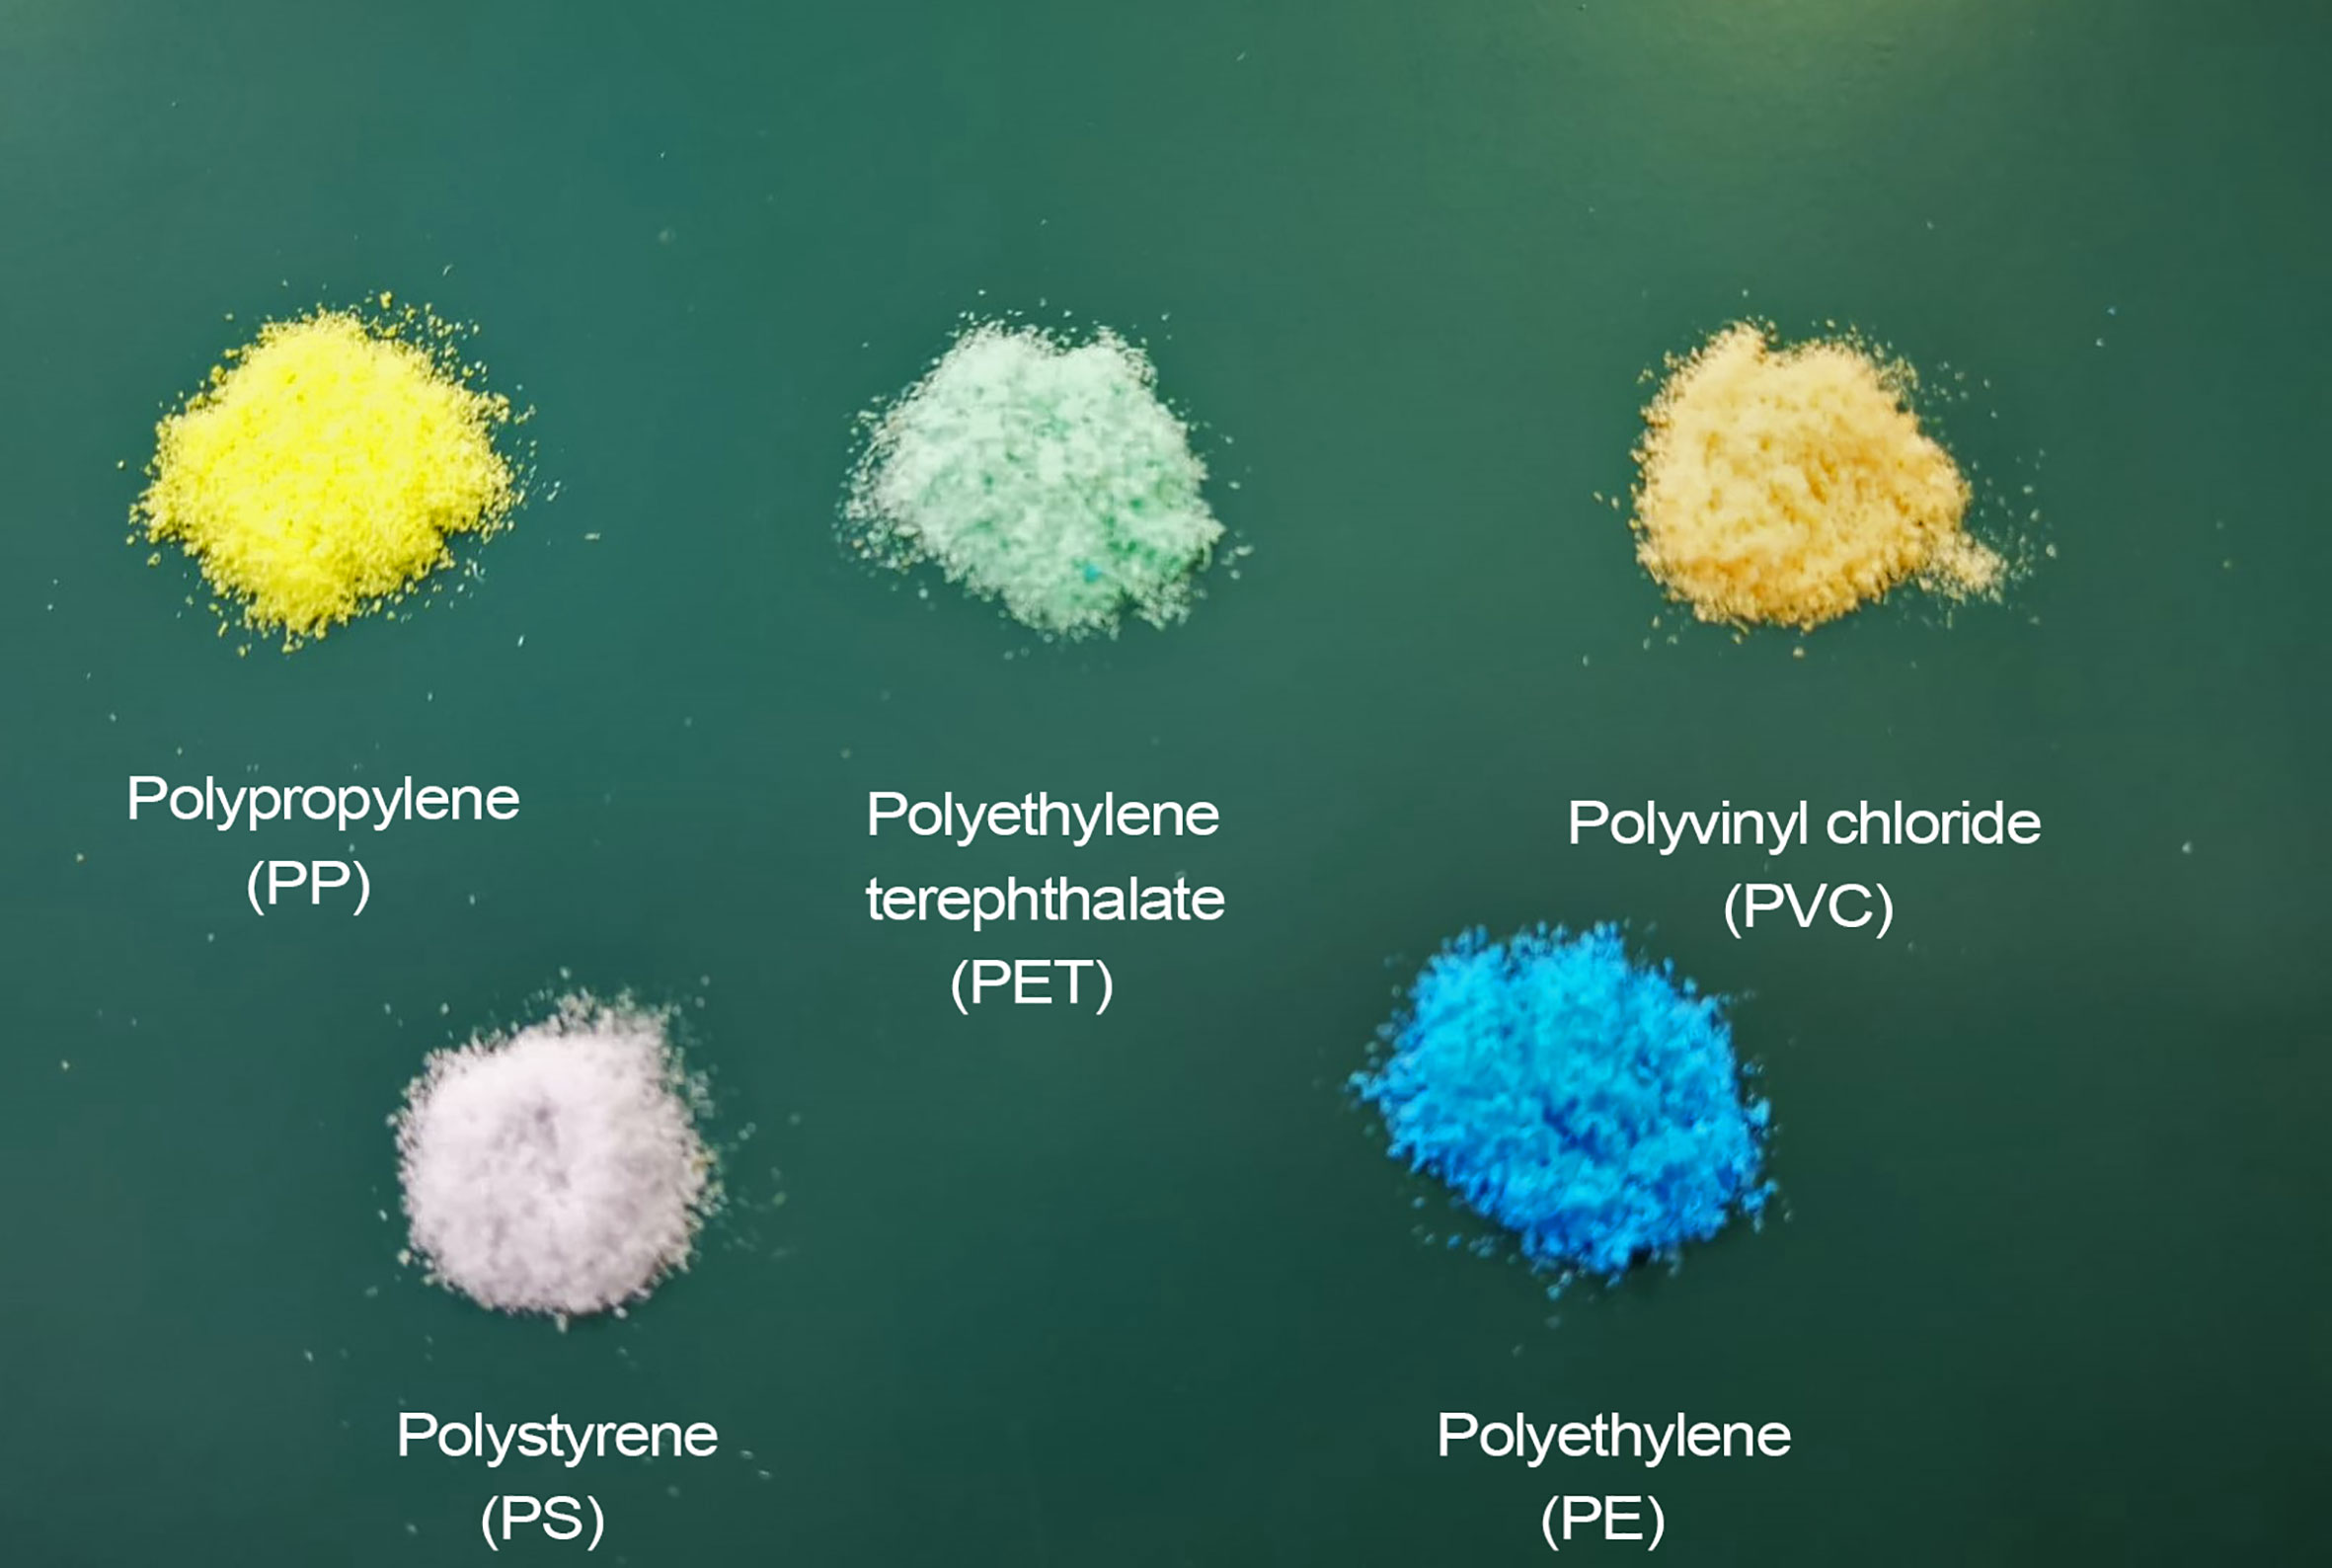 Polypropylene
(PP)
Polyethylene
terephthalate
(PET)
Polyvinyl chloride
(PVC)
Polystyrene
(PS)
Polyethylene
(PE)